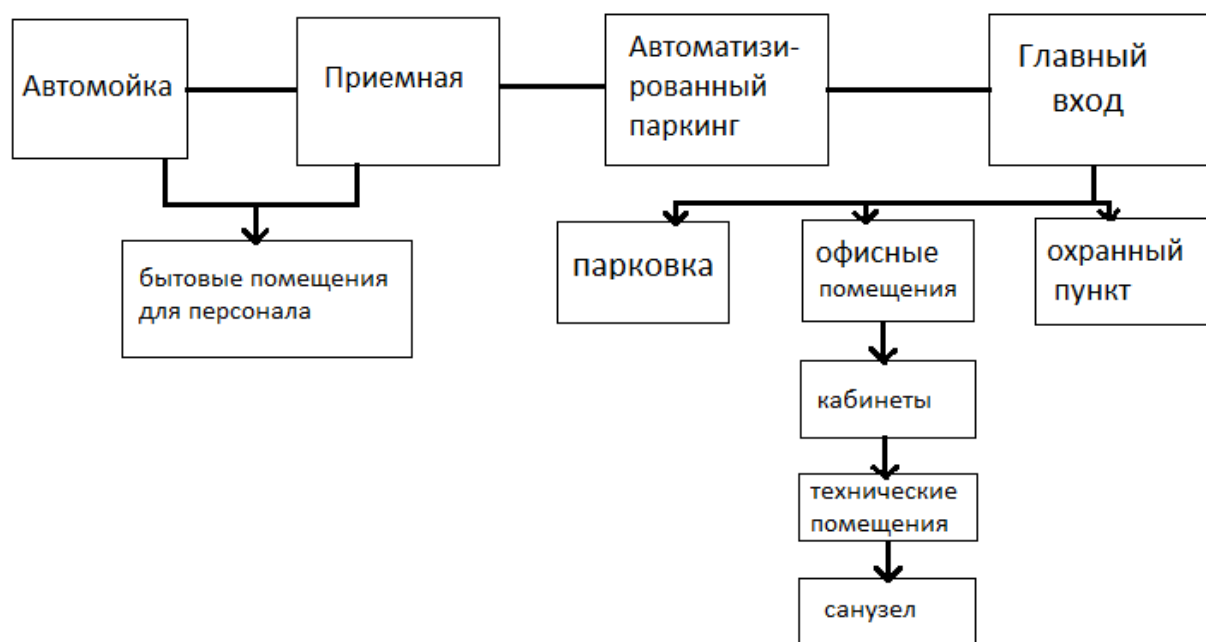 Автомойка
Приемная
Автоматизи-
рованный
паркинг
Главный
вход
бытовые помещения
для персонала
парковка
офисные
помещения
охранный
пункт
кабинеты
технические
помещения
санузел